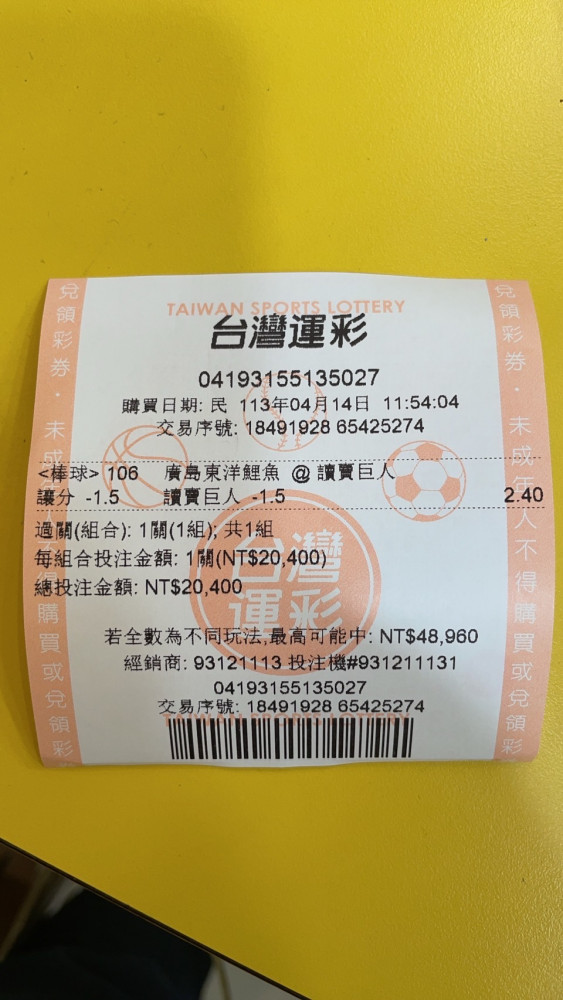 TAIWAN SPORTS LOTTERY
台灣運彩
04193155135027
購買日期: 民 113年04月14日 11:54:04
交易序號: 18491928 65425274
<棒球> 106 廣島東洋鯉魚 @ 讀賣巨人
讓分 -1.5 讀賣巨人 -1.5 2.40
過關(組合): 1關(1組); 共1組
每組合投注金額: 1關(NT$20,400)
總投注金額: NT$20,400
台灣
運彩
若全數為不同玩法,最高可能中: NT$48,960
經銷商: 93121113 投注機#931211131
04193155135027
交易序號: 18491928 65425274
TAIWAN SPORTS LOTTERY
兌領彩券・未成年人不得購買或兌領彩
兌領彩券・未成年人不得購買或兌領彩